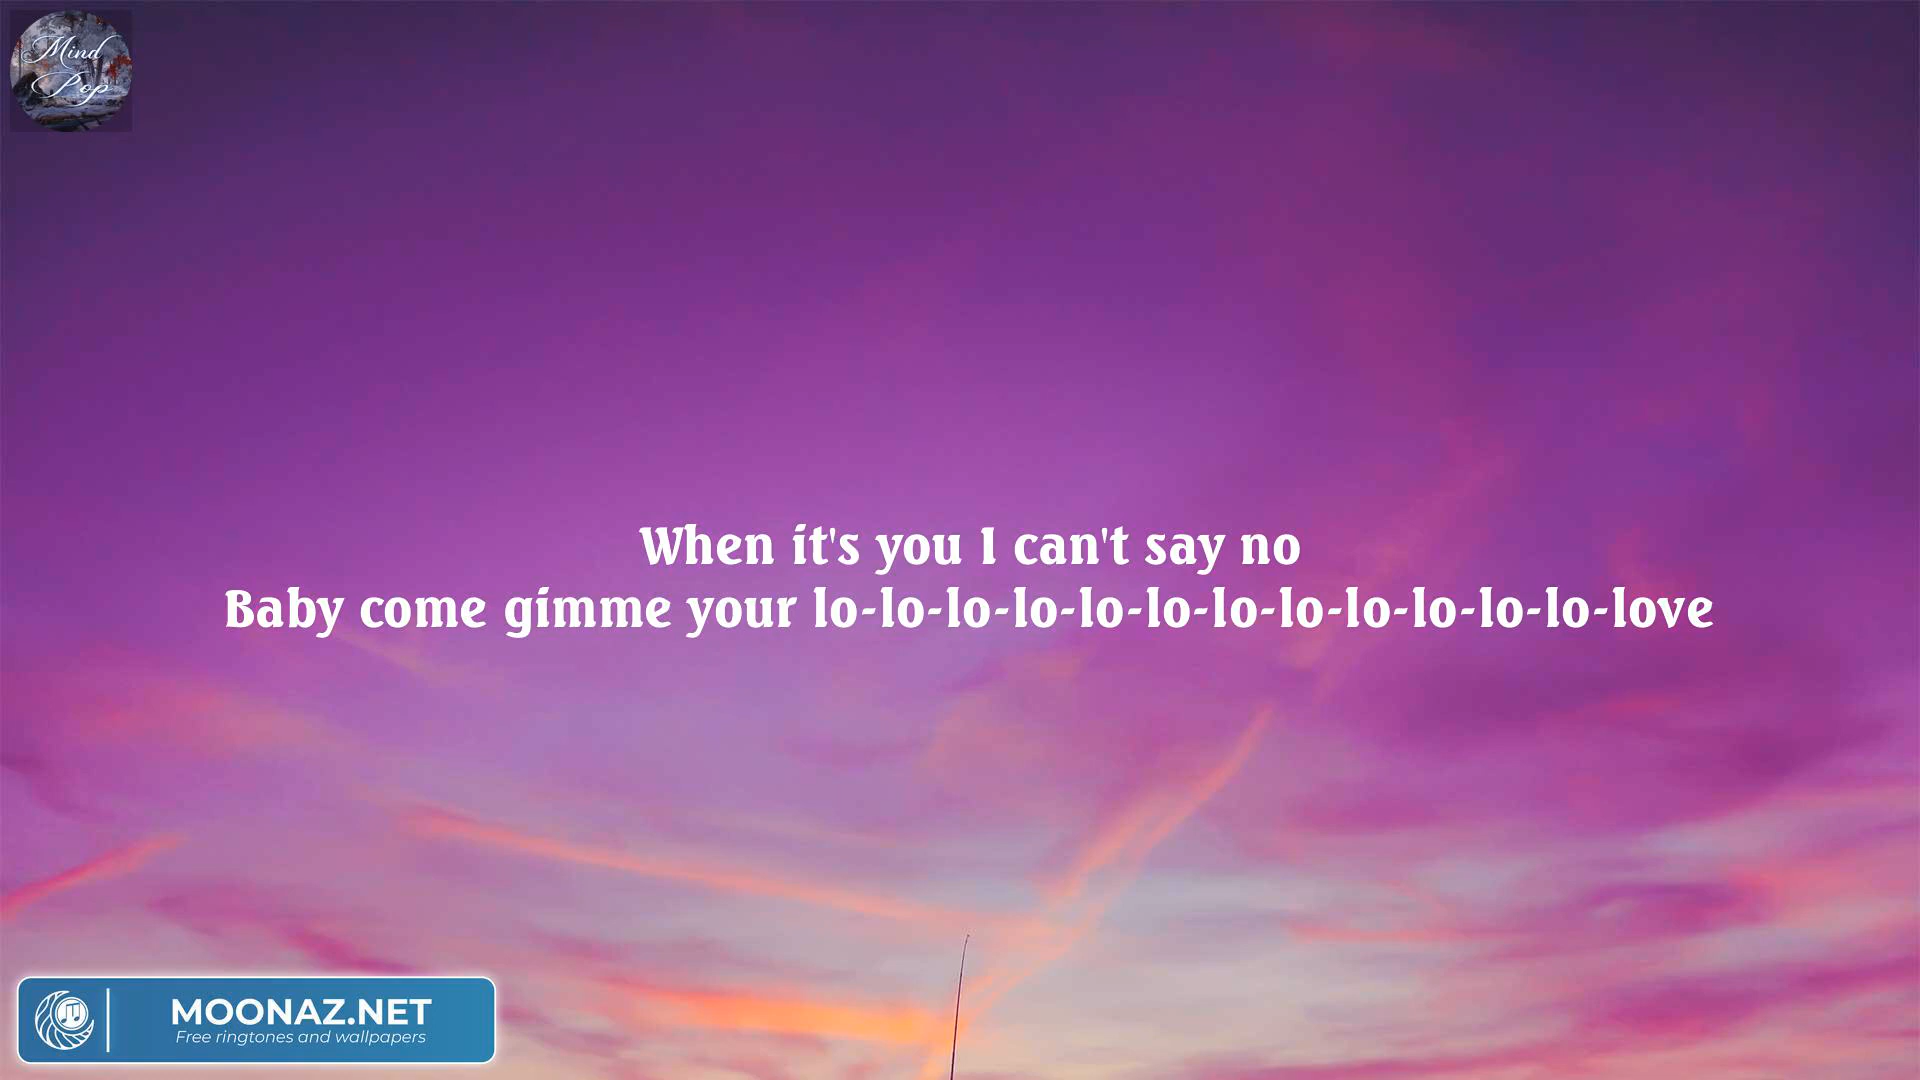 Mind
Pop
When it's you I can't say no
Baby come gimme your lo-lo-lo-lo-lo-lo-lo-lo-lo-lo-lo-lo-love
MOONAZ.NET
Free ringtones and wallpapers